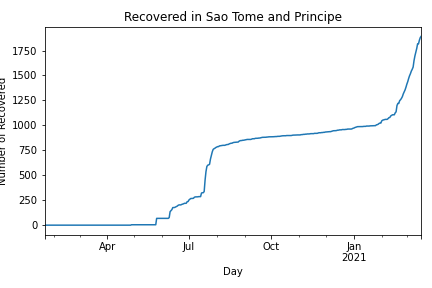 Recovered in Sao Tome and Principe
Number of Recovered
1750
1500
1250
1000
750
500
250
0
Apr
Jul
Oct
Jan
2021
Day